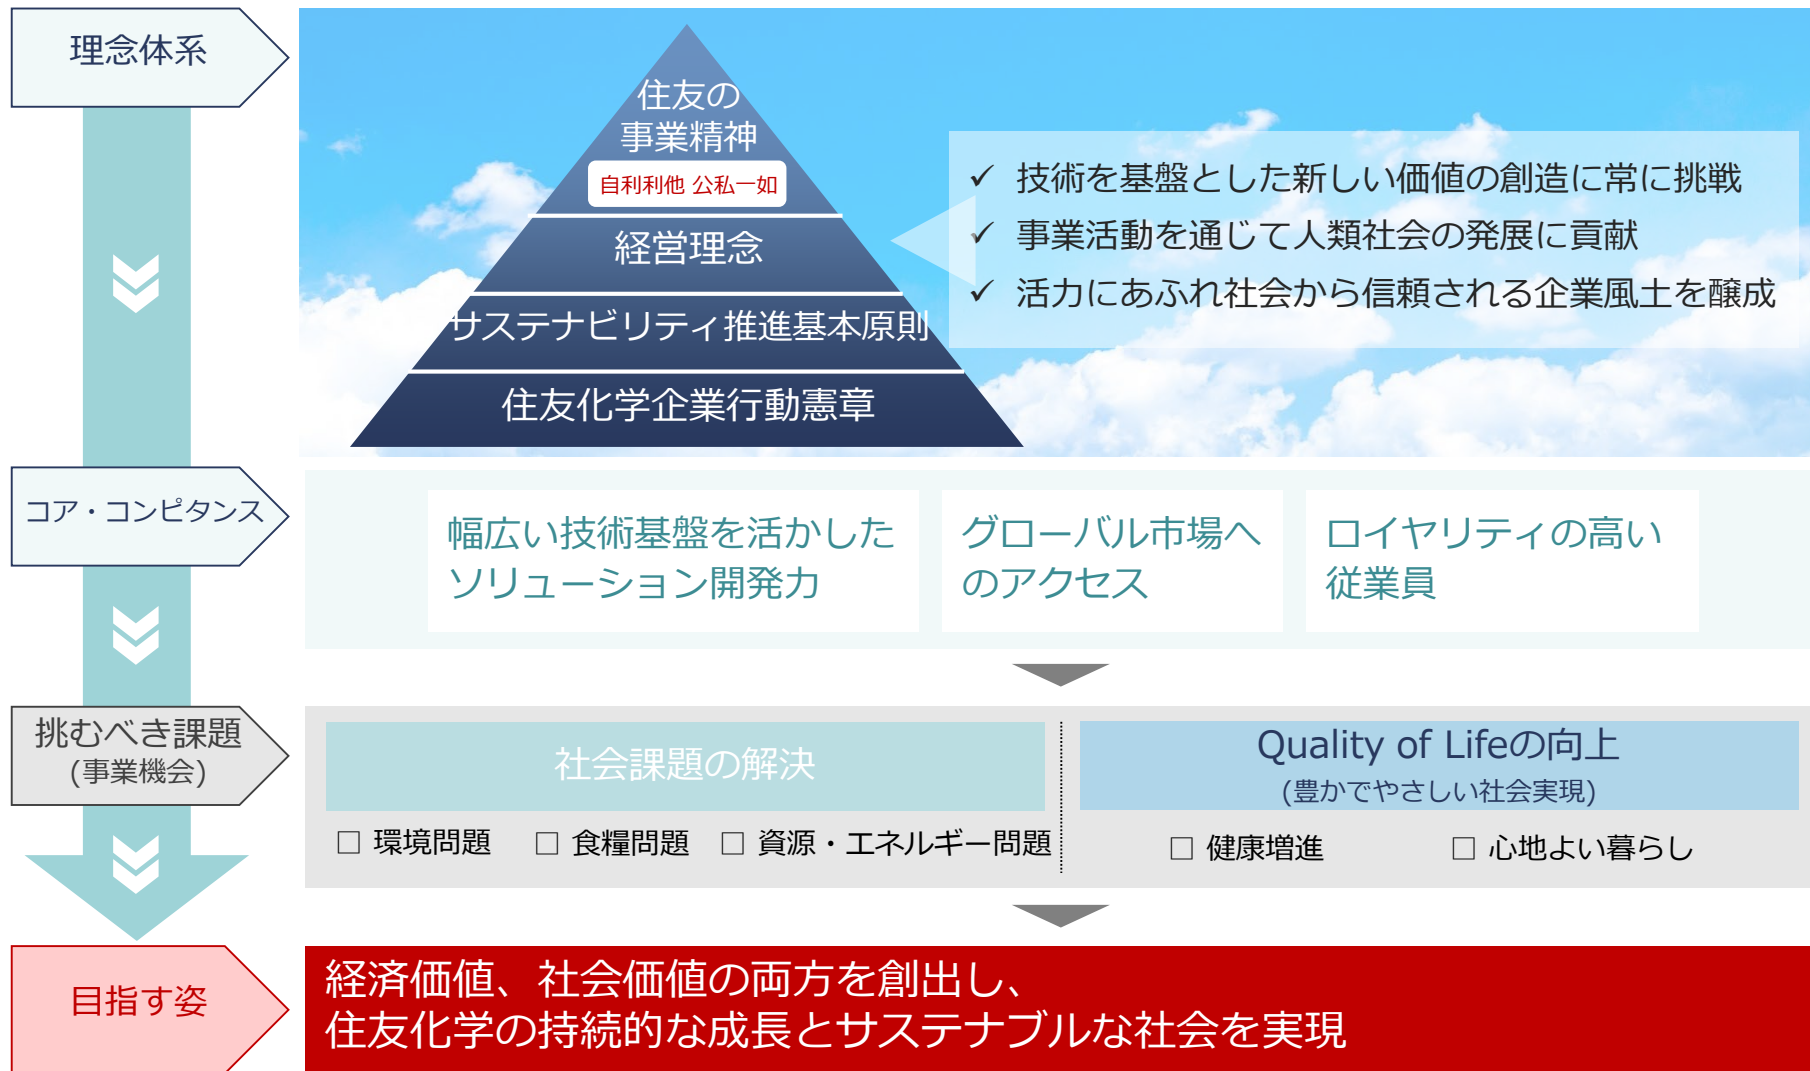 理念体系
住友の
事業精神
自利利他 公私一如
経営理念
サステナビリティ推進基本原則
住友化学企業行動憲章
✓ 技術を基盤とした新しい価値の創造に常に挑戦
✓ 事業活動を通じて人類社会の発展に貢献
✓ 活力にあふれ社会から信頼される企業風土を醸成
コア・コンピタンス
幅広い技術基盤を活かした
ソリューション開発力
グローバル市場へ
のアクセス
ロイヤリティの高い
従業員
挑むべき課題
(事業機会)
社会課題の解決
□ 環境問題 □ 食糧問題 □ 資源・エネルギー問題
Quality of Lifeの向上
(豊かでやさしい社会実現)
□ 健康増進 □ 心地よい暮らし
目指す姿
経済価値、社会価値の両方を創出し、
住友化学の持続的な成長とサステナブルな社会を実現